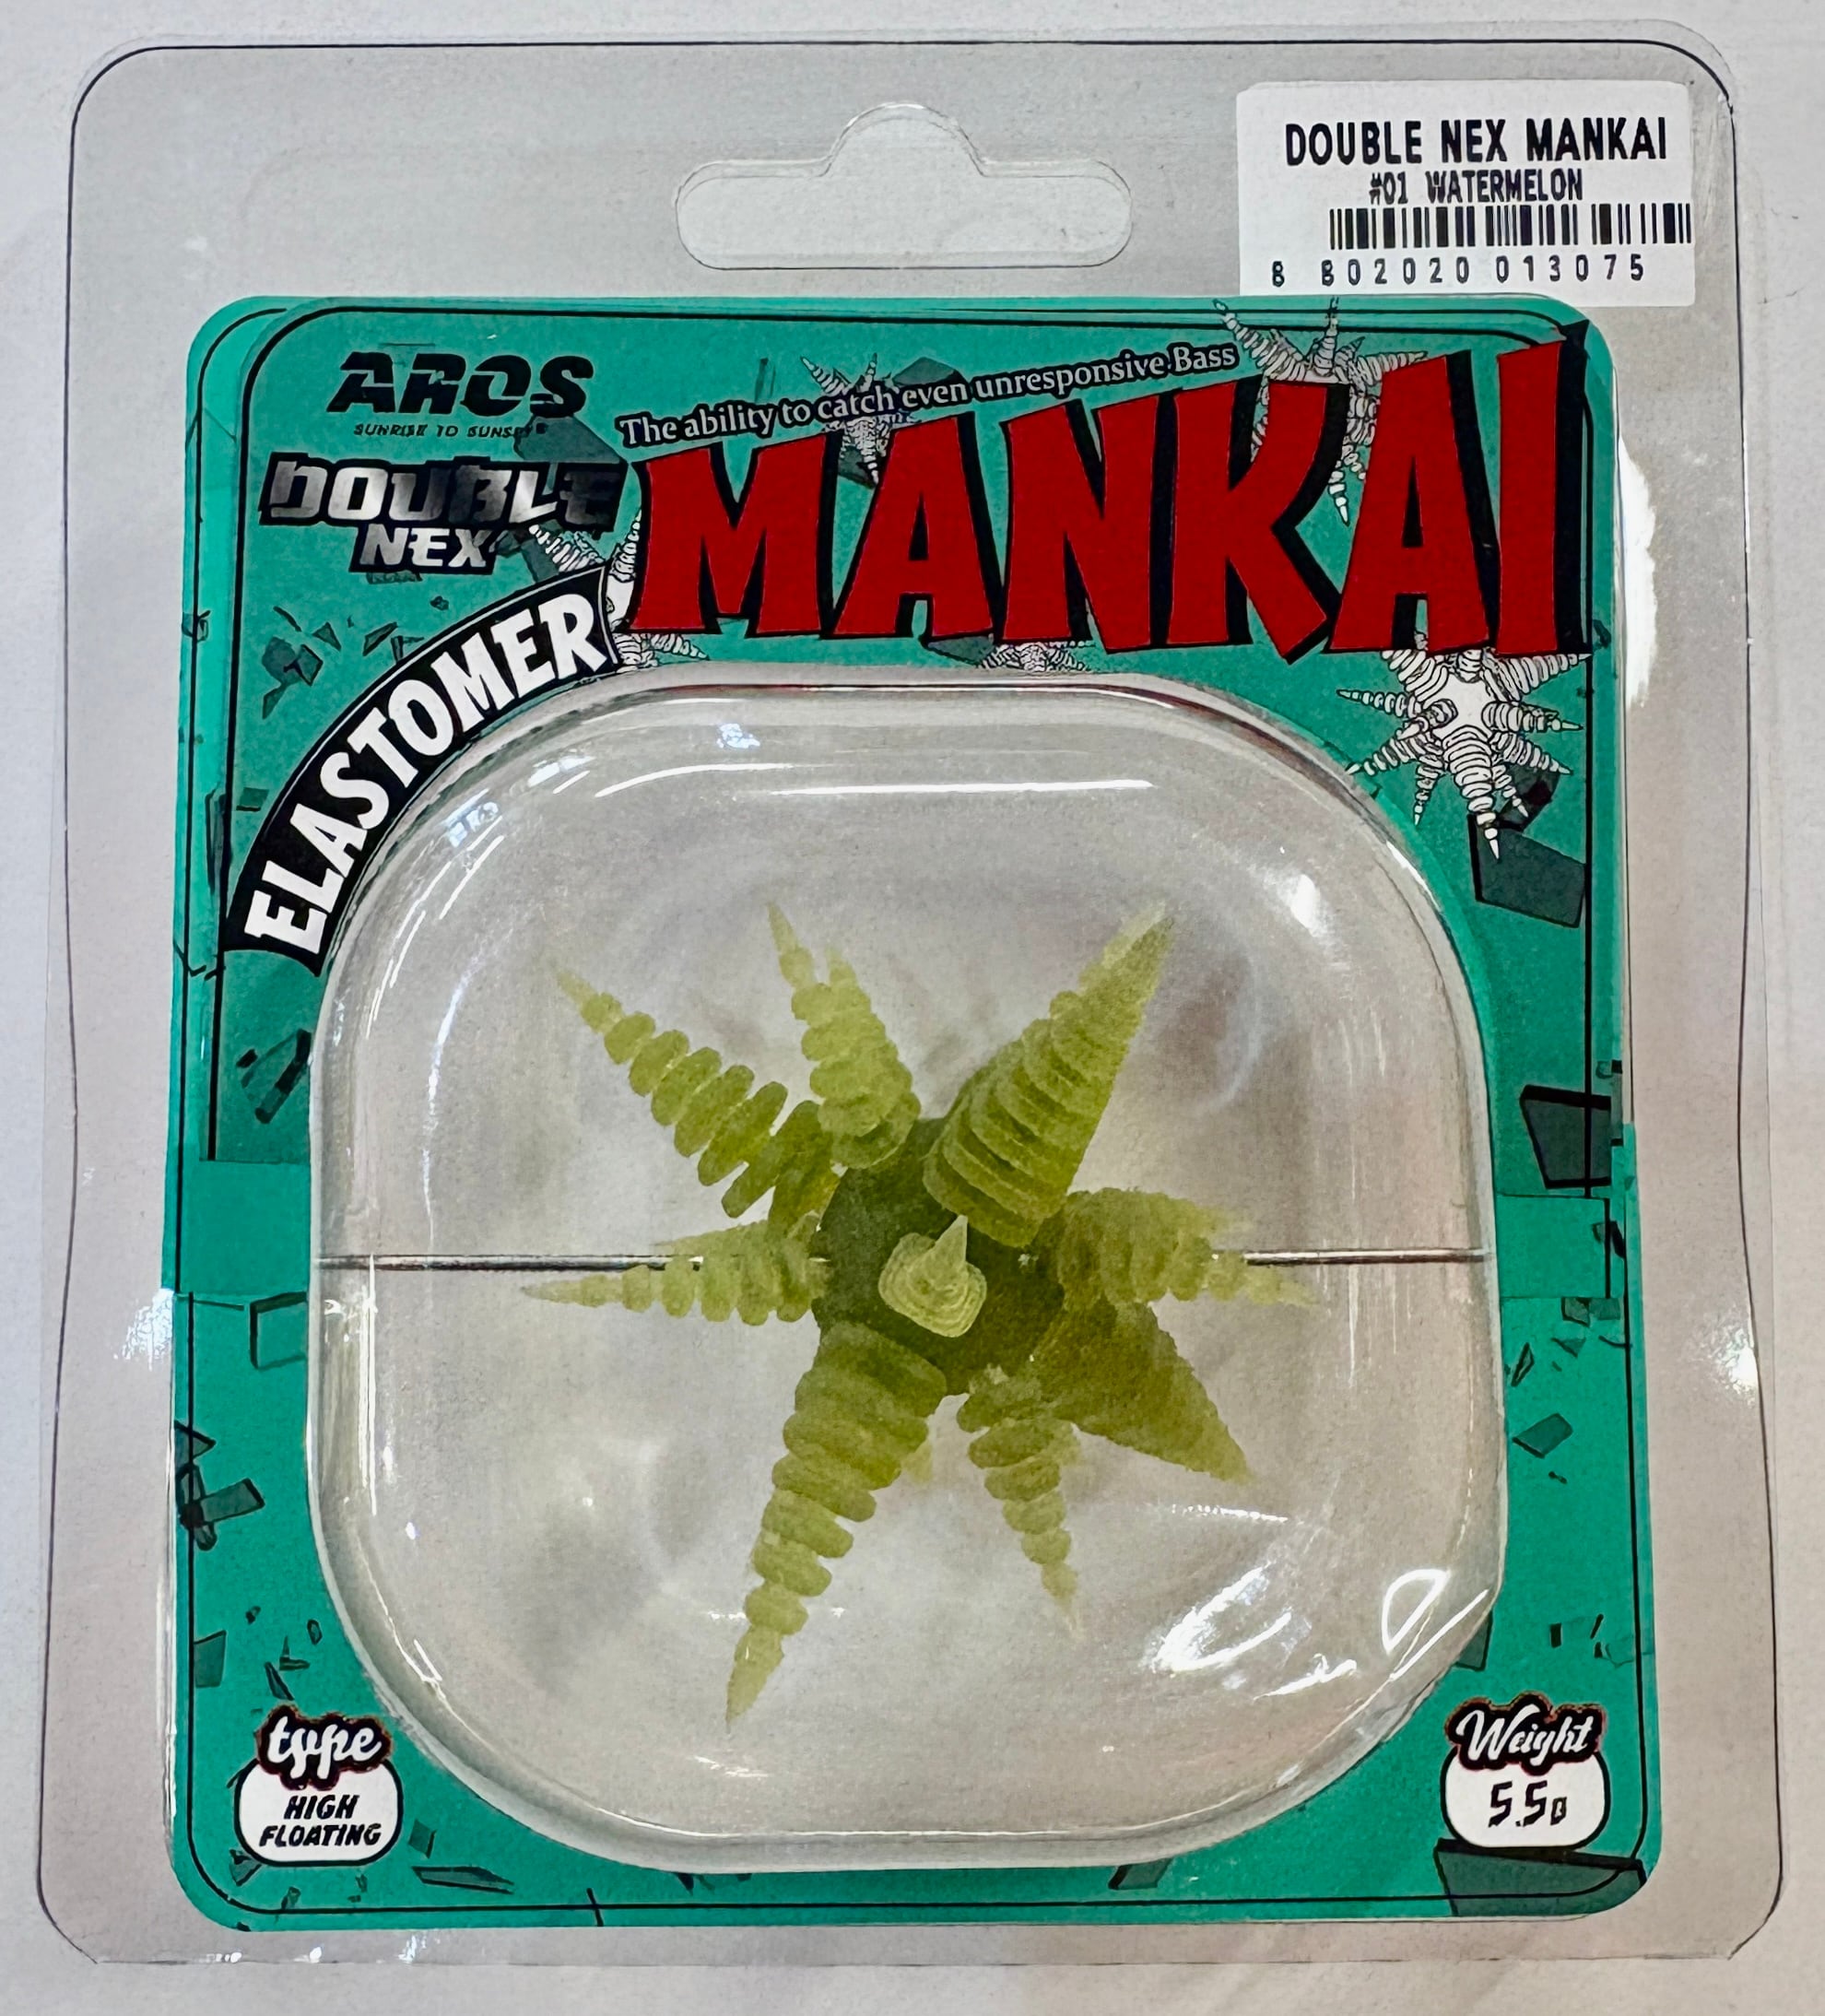 DOUBLE NEX MANKAI
#01 WATERMELON
8 802020 013075
AROS
SUNRISE TO SUNSET
The ability to catch even unresponsive Bass
DOUBLE
NEX
MANKAI
ELASTOMER
type
HIGH
FLOATING
Weight
5.5g